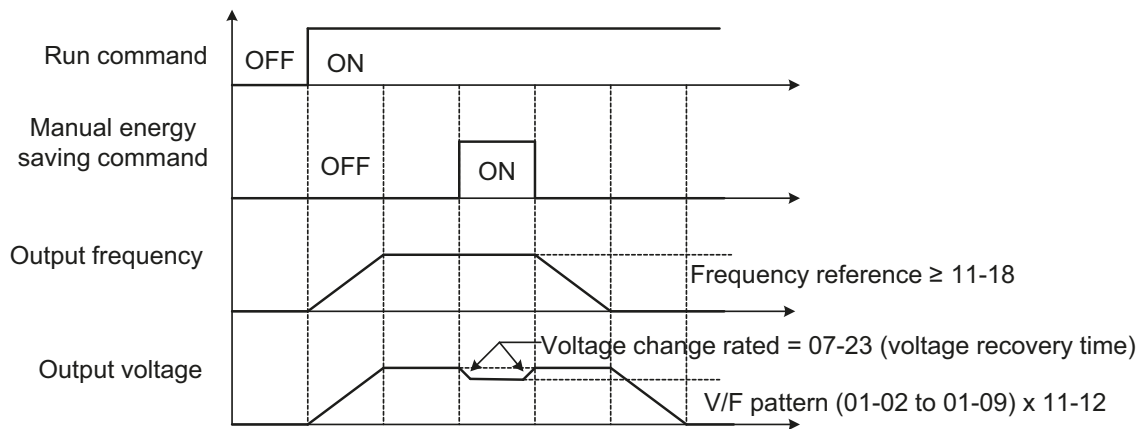 Run command
OFF
ON
Manual energy
saving command
OFF
ON
Output frequency
Frequency reference ≥ 11-18
Voltage change rated = 07-23 (voltage recovery time)
Output voltage
V/F pattern (01-02 to 01-09) x 11-12